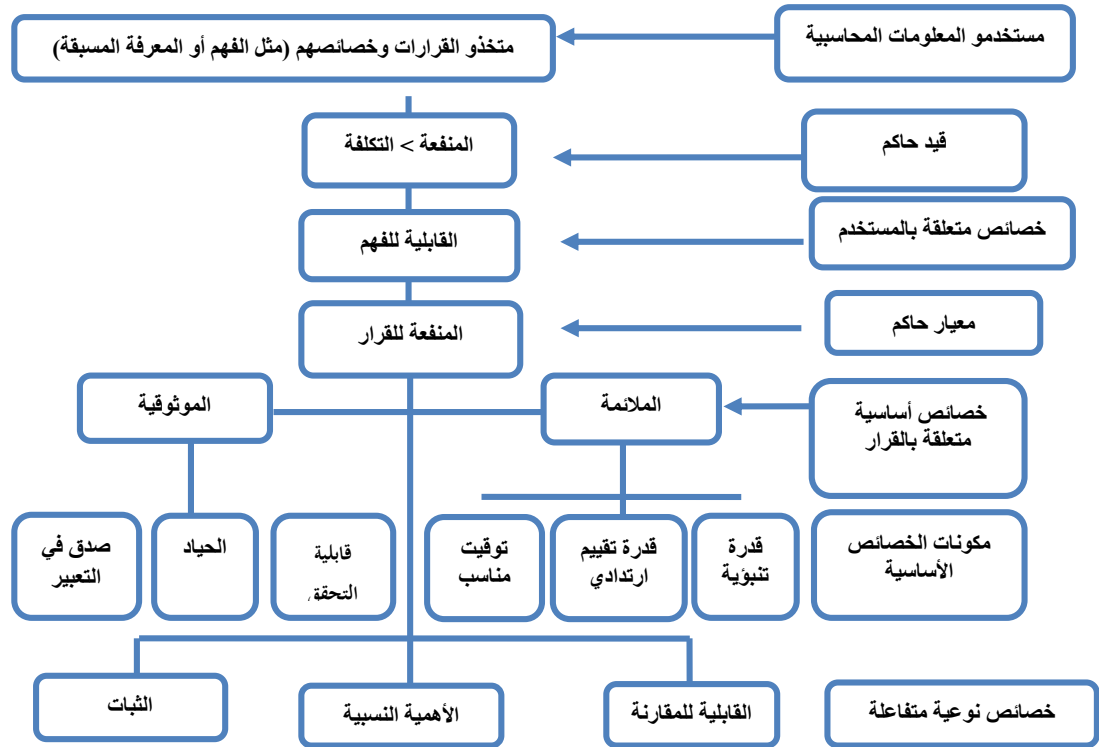 مستخدمو المعلومات المحاسبية
متخذو القرارات وخصائصهم (مثل الفهم أو المعرفة المسبقة)
قيد حاكم
المنفعة > التكلفة
خصائص متعلقة بالمستخدم
القابلية للفهم
معيار حاكم
المنفعة للقرار
خصائص أساسية
متعلقة بالقرار
الملائمة
الموثوقية
مكونات الخصائص
الأساسية
قدرة
تنبؤية
قدرة تقييم
ارتدادي
توقيت
مناسب
قابلية
التحقق
الحياد
صدق في
التعبير
خصائص نوعية متفاعلة
القابلية للمقارنة
الأهمية النسبية
الثبات